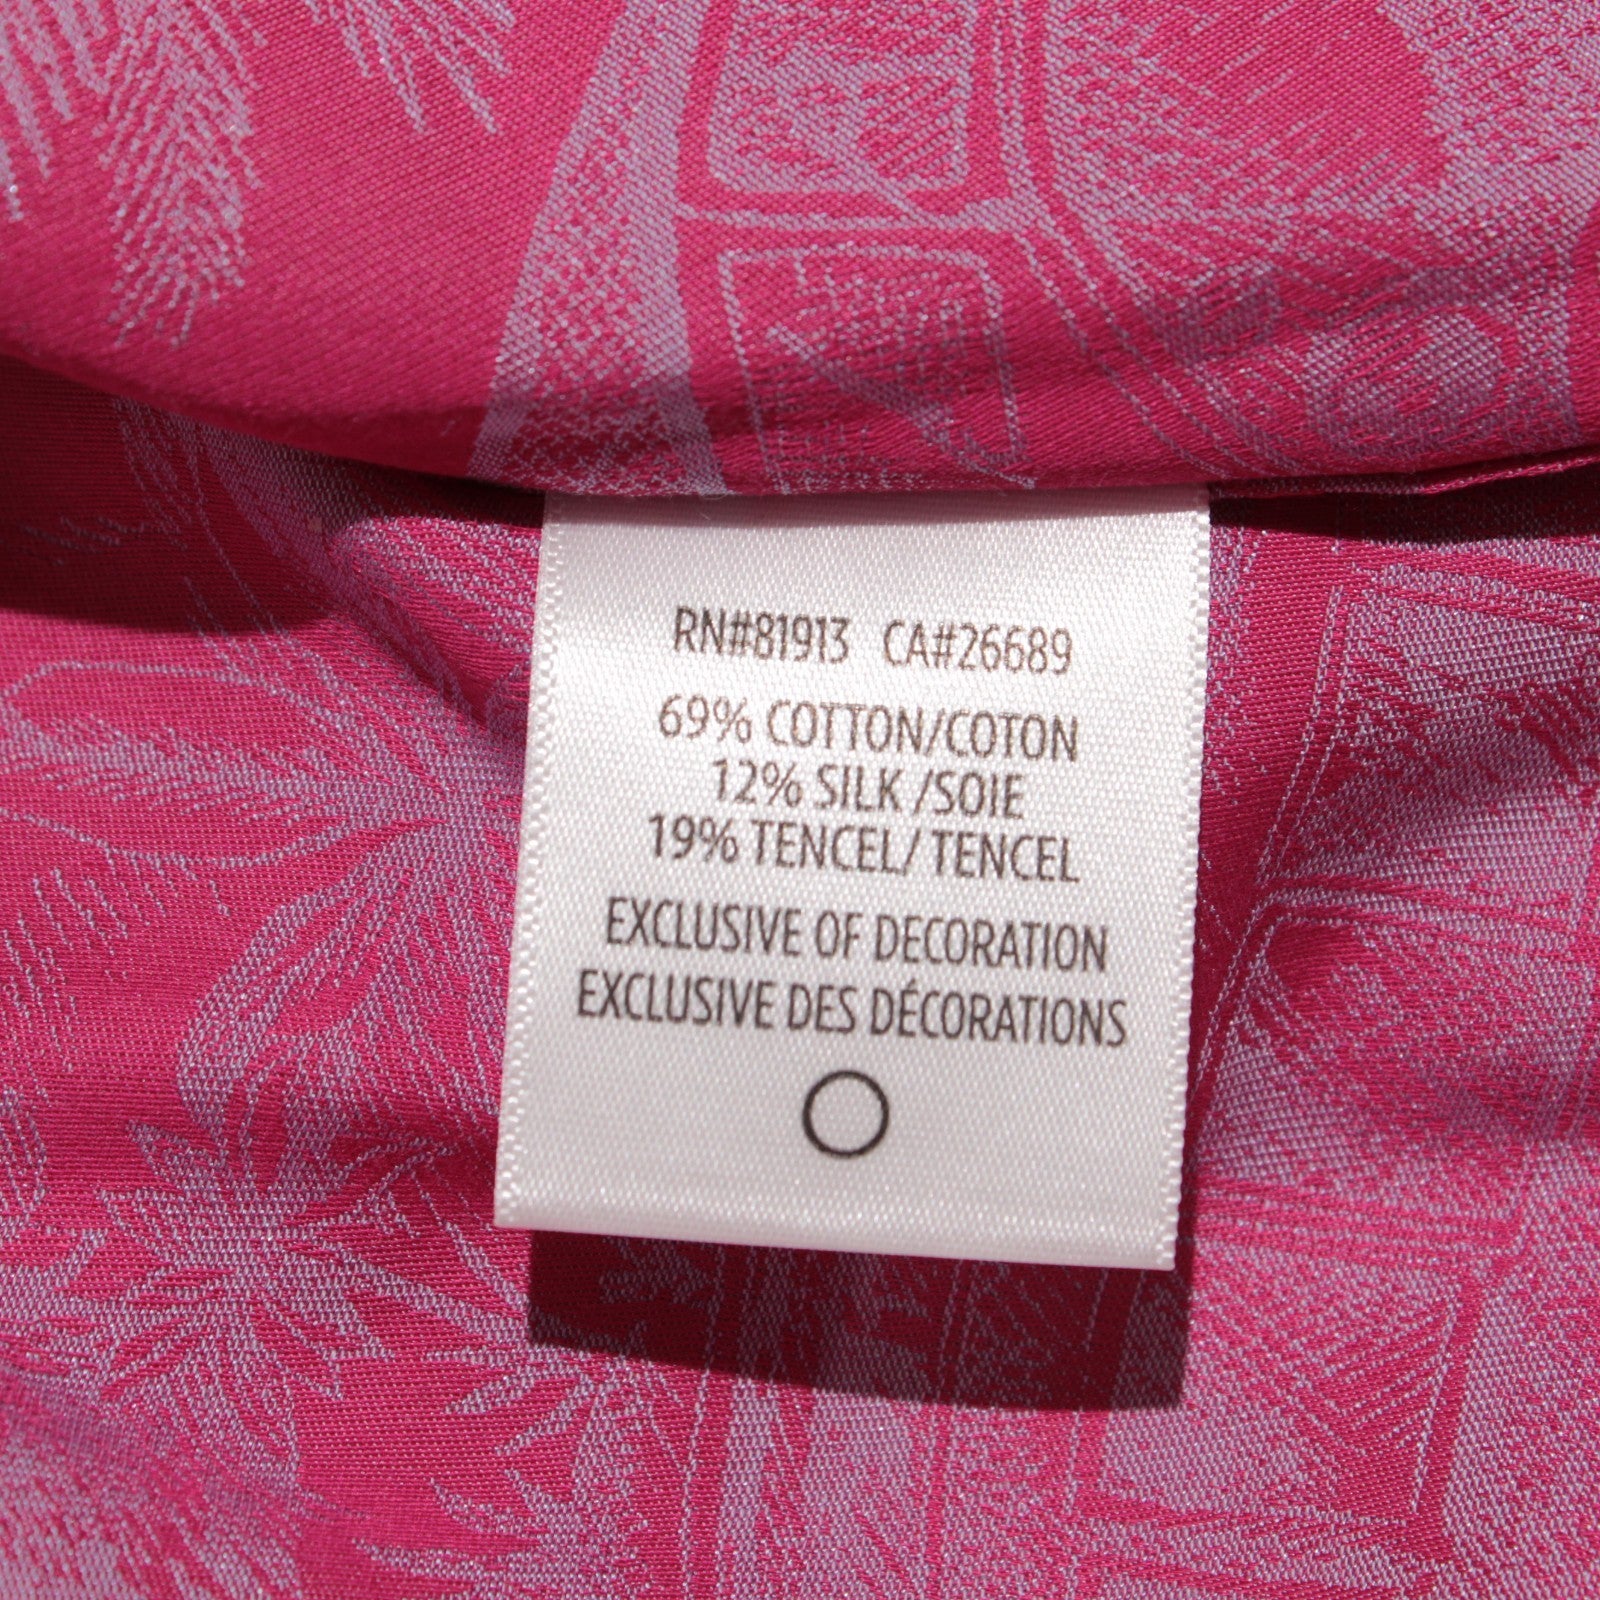 RN#81913 CA#26689
69% COTTON/COTON
12% SILK /SOIE
19% TENCEL/ TENCEL
EXCLUSIVE OF DECORATION
EXCLUSIVE DES DÉCORATIONS